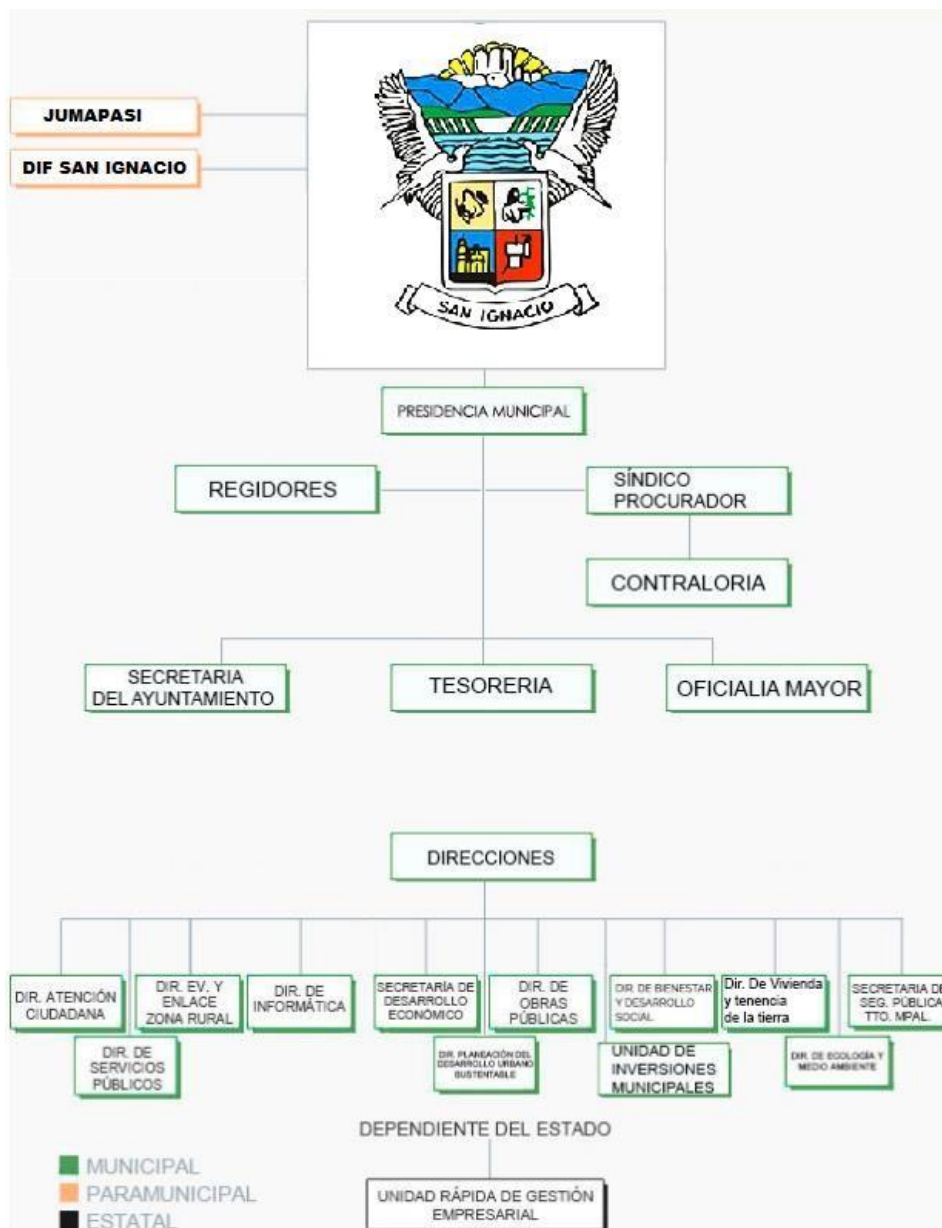 JUMAPASI
DIF SAN IGNACIO
SAN IGNACIO
PRESIDENCIA MUNICIPAL
REGIDORES
SÍNDICO
PROCURADOR
CONTRALORIA
SECRETARIA
DEL AYUNTAMIENTO
TESORERIA
OFICIALIA MAYOR
DIRECCIONES
DIR. ATENCIÓN
CIUDADANA
DIR. EV. Y
ENLACE
ZONA RURAL
DIR. DE
INFORMÁTICA
SECRETARÍA DE
DESARROLLO
ECONÓMICO
DIR. DE
OBRAS
PÚBLICAS
DIR. DE BIENESTAR
Y DESARROLLO
SOCIAL
Dir. De Vivienda
y tenencia
de la tierra
SECRETARIA DE
SEG. PÚBLICA
TTO. MPAL.
DIR. DE
SERVICIOS
PÚBLICOS
DIR. PLANEACIÓN DEL
DESARROLLO URBANO
SUSTENTABLE
UNIDAD DE
INVERSIONES
MUNICIPALES
DIR. DE ECOLOGÍA Y
MEDIO AMBIENTE
DEPENDIENTE DEL ESTADO
UNIDAD RÁPIDA DE GESTIÓN
EMPRESARIAL
MUNICIPAL
PARAMUNICIPAL
ESTATAL